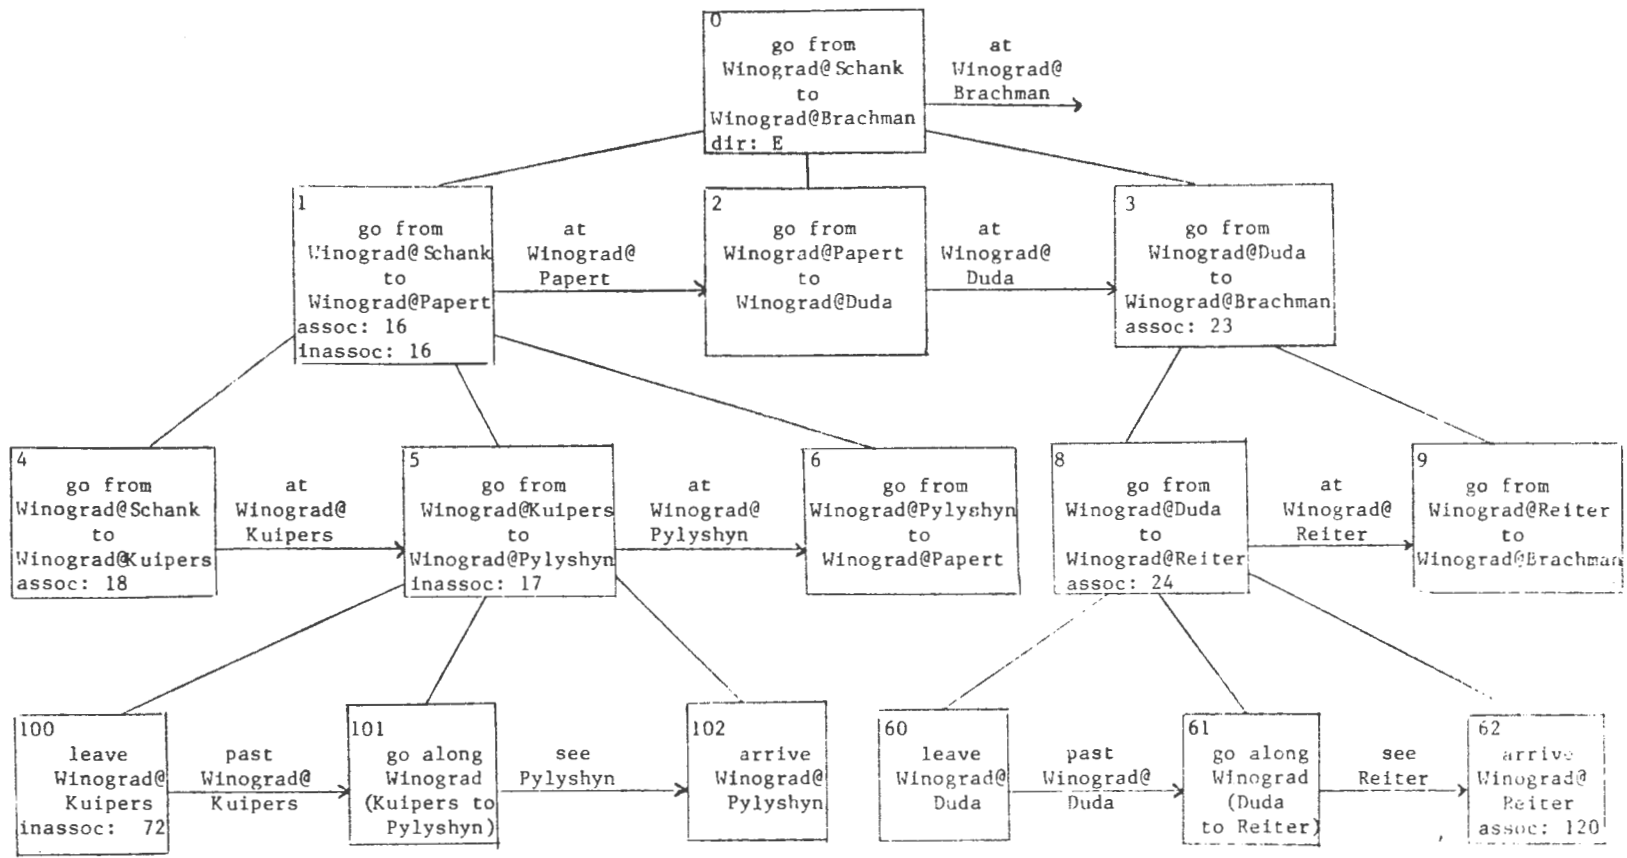 0
go from
Winograd@Schank
to
Winograd@Brachman
dir: E
at
Winograd@
Brachman
1
go from
Winograd@Schank
to
Winograd@Papert
assoc: 16
inassoc: 16
at
Winograd@
Papert
2
go from
Winograd@Papert
to
Winograd@Duda
at
Winograd@
Duda
3
go from
Winograd@Duda
to
Winograd@Brachman
assoc: 23
4
go from
Winograd@Schank
to
Winograd@Kuipers
assoc: 18
at
Winograd@
Kuipers
5
go from
Winograd@Kuipers
to
Winograd@Pylyshyn
inassoc: 17
at
Winograd@
Pylyshyn
6
go from
Winograd@Pylyshyn
to
Winograd@Papert
8
go from
Winograd@Duda
to
Winograd@Reiter
assoc: 24
at
Winograd@
Reiter
9
go from
Winograd@Reiter
to
Winograd@Brachman
100
leave
Winograd@
Kuipers
inassoc: 72
past
Winograd@
Kuipers
101
go along
Winograd
(Kuipers to
Pylyshyn)
see
Pylyshyn
102
arrive
Winograd@
Pylyshyn
60
leave
Winograd@
Duda
past
Winograd@
Duda
61
go along
Winograd
(Duda
to Reiter)
see
Reiter
62
arrive
Winograd@
Reiter
assoc: 120